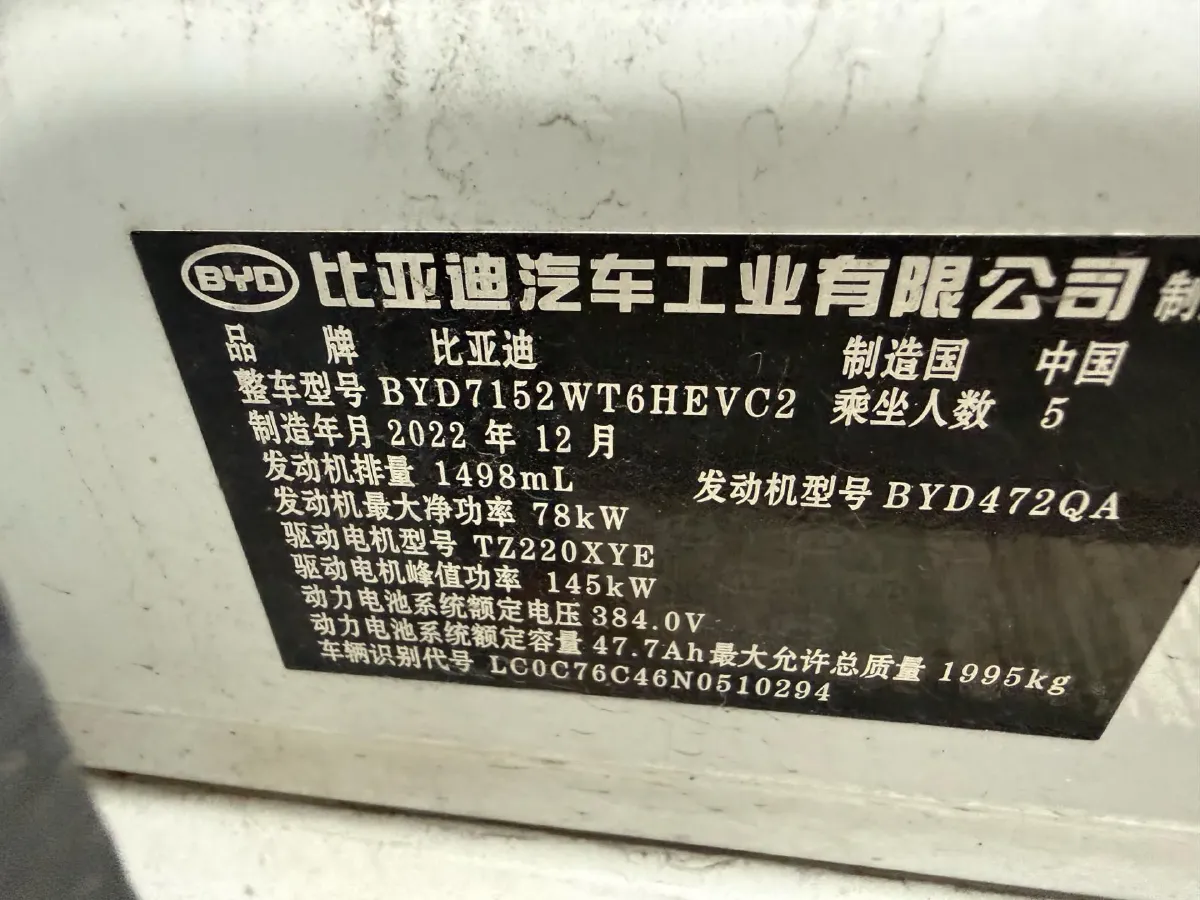 BYD 比亚迪汽车工业有限公司 制
品牌 比亚迪 制造国 中国
整车型号 BYD7152WT6HEVC2 乘坐人数 5
制造年月 2022 年 12 月
发动机排量 1498mL 发动机型号 BYD472QA
发动机最大净功率 78kW
驱动电机型号 TZ220XYE
驱动电机峰值功率 145kW
动力电池系统额定电压 384.0V
动力电池系统额定容量 47.7Ah 最大允许总质量 1995kg
车辆识别代号 LC0C76C46N0510294